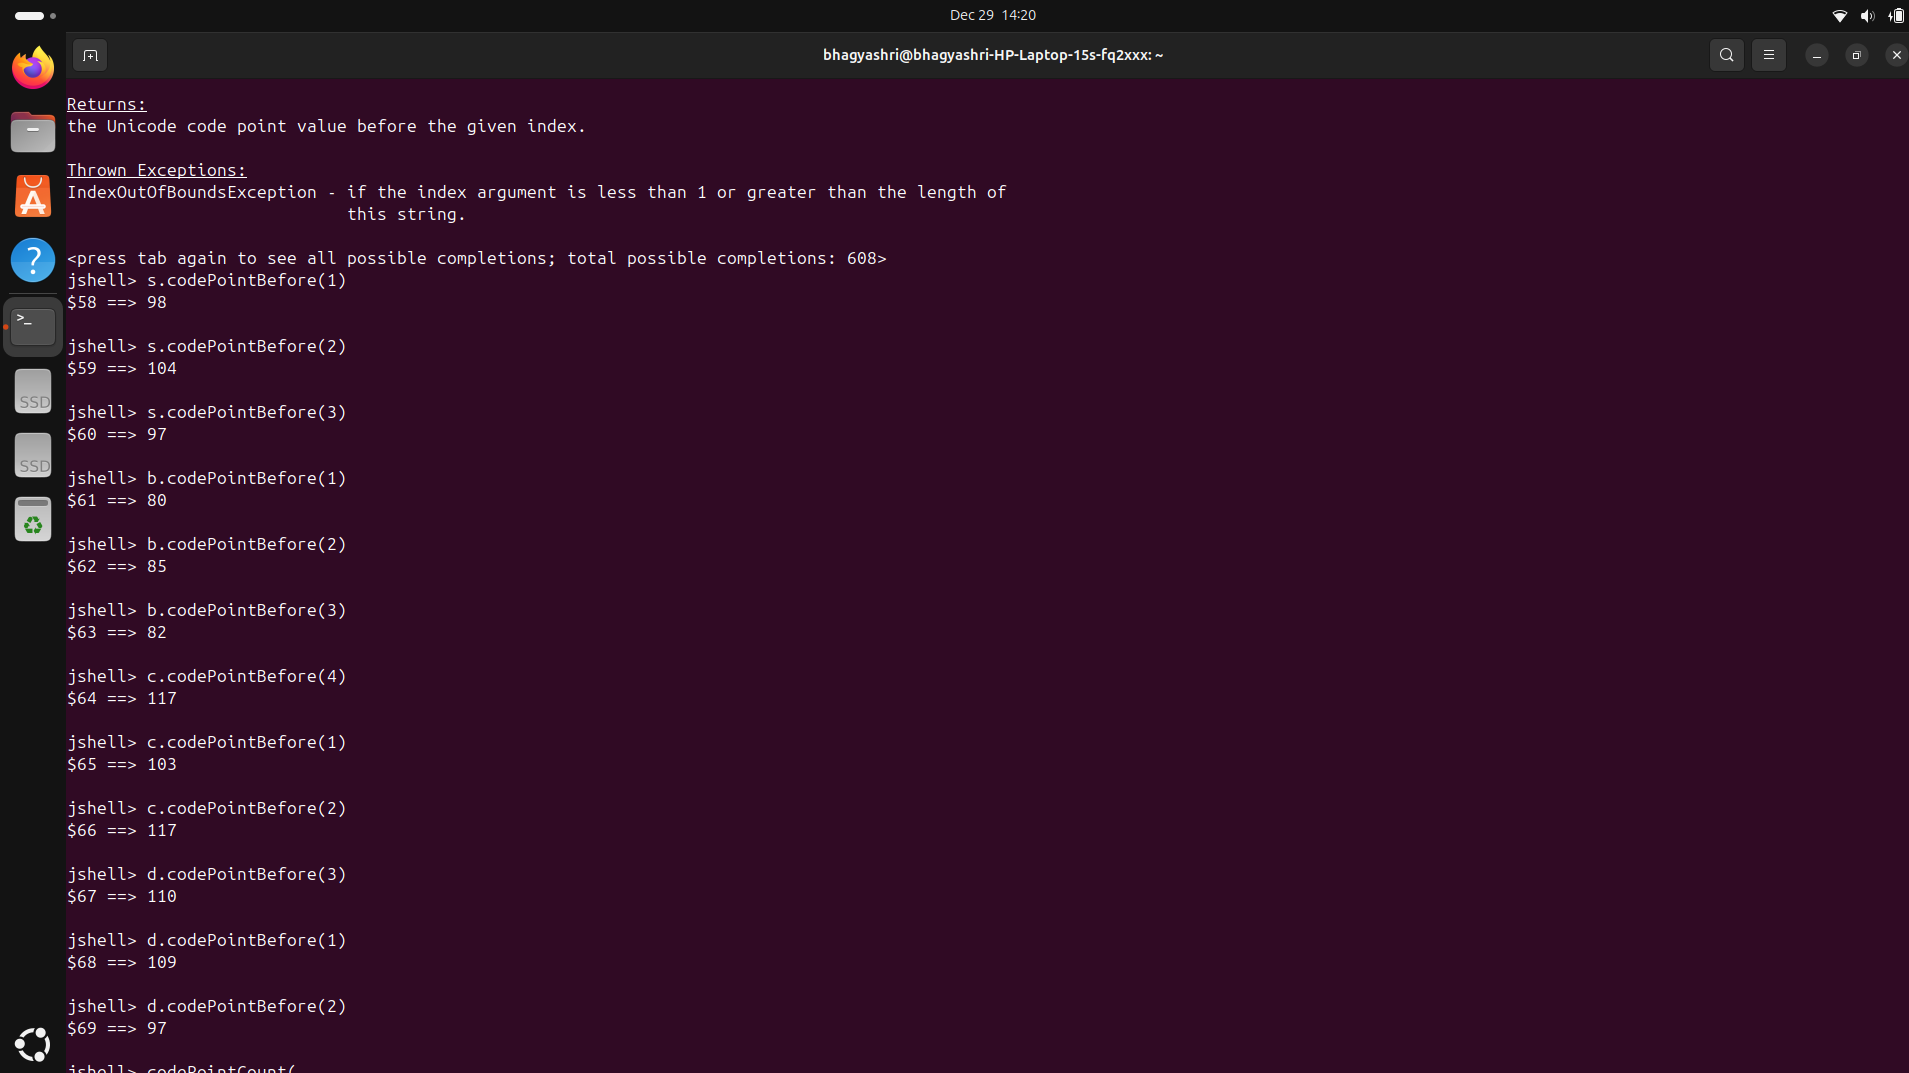 Dec 29 14:20
bhagyashri@bhagyashri-HP-Laptop-15s-fq2xxx: ~
Returns:
the Unicode code point value before the given index.
Thrown Exceptions:
IndexOutOfBoundsException - if the index argument is less than 1 or greater than the length of
this string.
<press tab again to see all possible completions; total possible completions: 608>
jshell> s.codePointBefore(1)
$58 ==> 98
jshell> s.codePointBefore(2)
$59 ==> 104
jshell> s.codePointBefore(3)
$60 ==> 97
jshell> b.codePointBefore(1)
$61 ==> 80
jshell> b.codePointBefore(2)
$62 ==> 85
jshell> b.codePointBefore(3)
$63 ==> 82
jshell> c.codePointBefore(4)
$64 ==> 117
jshell> c.codePointBefore(1)
$65 ==> 103
jshell> c.codePointBefore(2)
$66 ==> 117
jshell> d.codePointBefore(3)
$67 ==> 110
jshell> d.codePointBefore(1)
$68 ==> 109
jshell> d.codePointBefore(2)
$69 ==> 97
jshell> codePointCount(
SSD
SSD